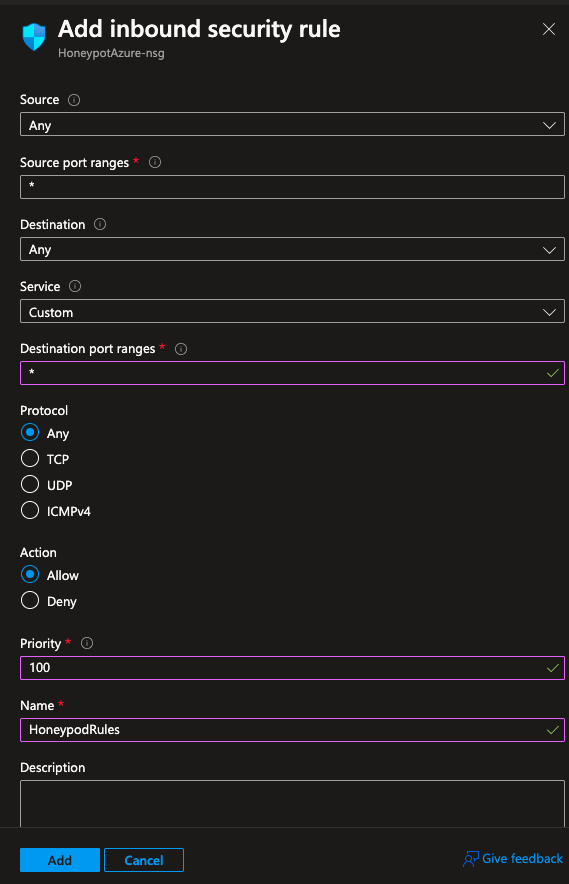 Add inbound security rule
HoneypotAzure-nsg
Source
Any
Source port ranges *
*
Destination
Any
Service
Custom
Destination port ranges *
*
Protocol
Any
TCP
UDP
ICMPv4
Action
Allow
Deny
Priority *
100
Name *
HoneypodRules
Description
Add Cancel Give feedback